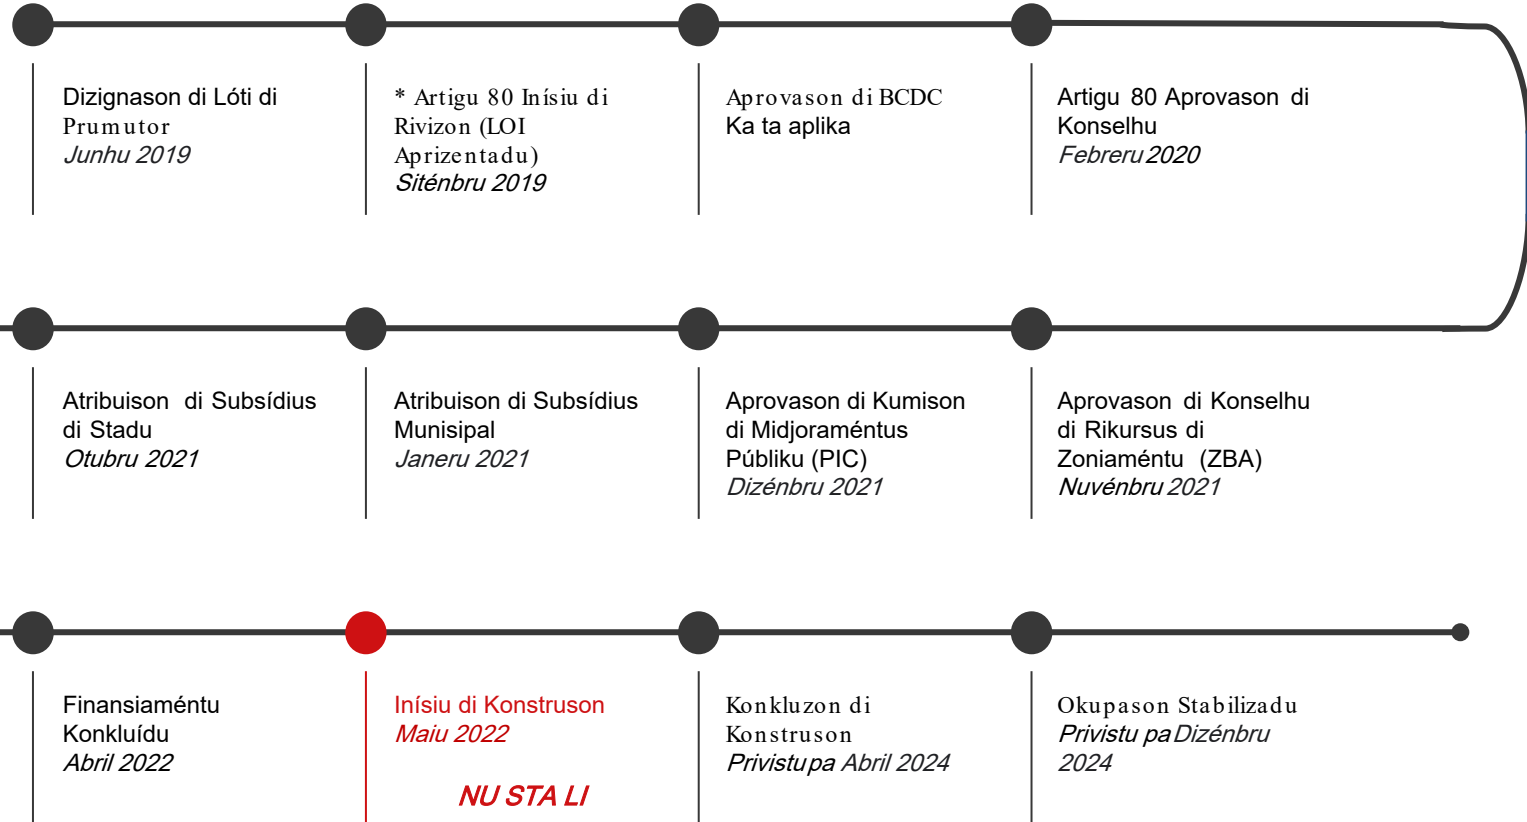 Dizignason di Lóti di
Prumutor
Junhu 2019
* Artigu 80 Inísiu di
Rivizon (LOI
Aprizentadu)
Siténbru 2019
Aprovason di BCDC
Ka ta aplika
Artigu 80 Aprovason di
Konselhu
Febreru 2020
Atribuison di Subsídius
di Stadu
Otubru 2021
Atribuison di Subsídius
Munisipal
Janeru 2021
Aprovason di Kumison
di Midjoraméntus
Públiku (PIC)
Dizénbru 2021
Aprovason di Konselhu
di Rikursus di
Zoniaméntu (ZBA)
Nuvénbru 2021
Finansiaméntu
Konkluídu
Abril 2022
Inísiu di Konstruson
Maiu 2022
NU STA LI
Konkluzon di
Konstruson
Privistu pa Abril 2024
Okupason Stabilizadu
Privistu pa Dizénbru
2024